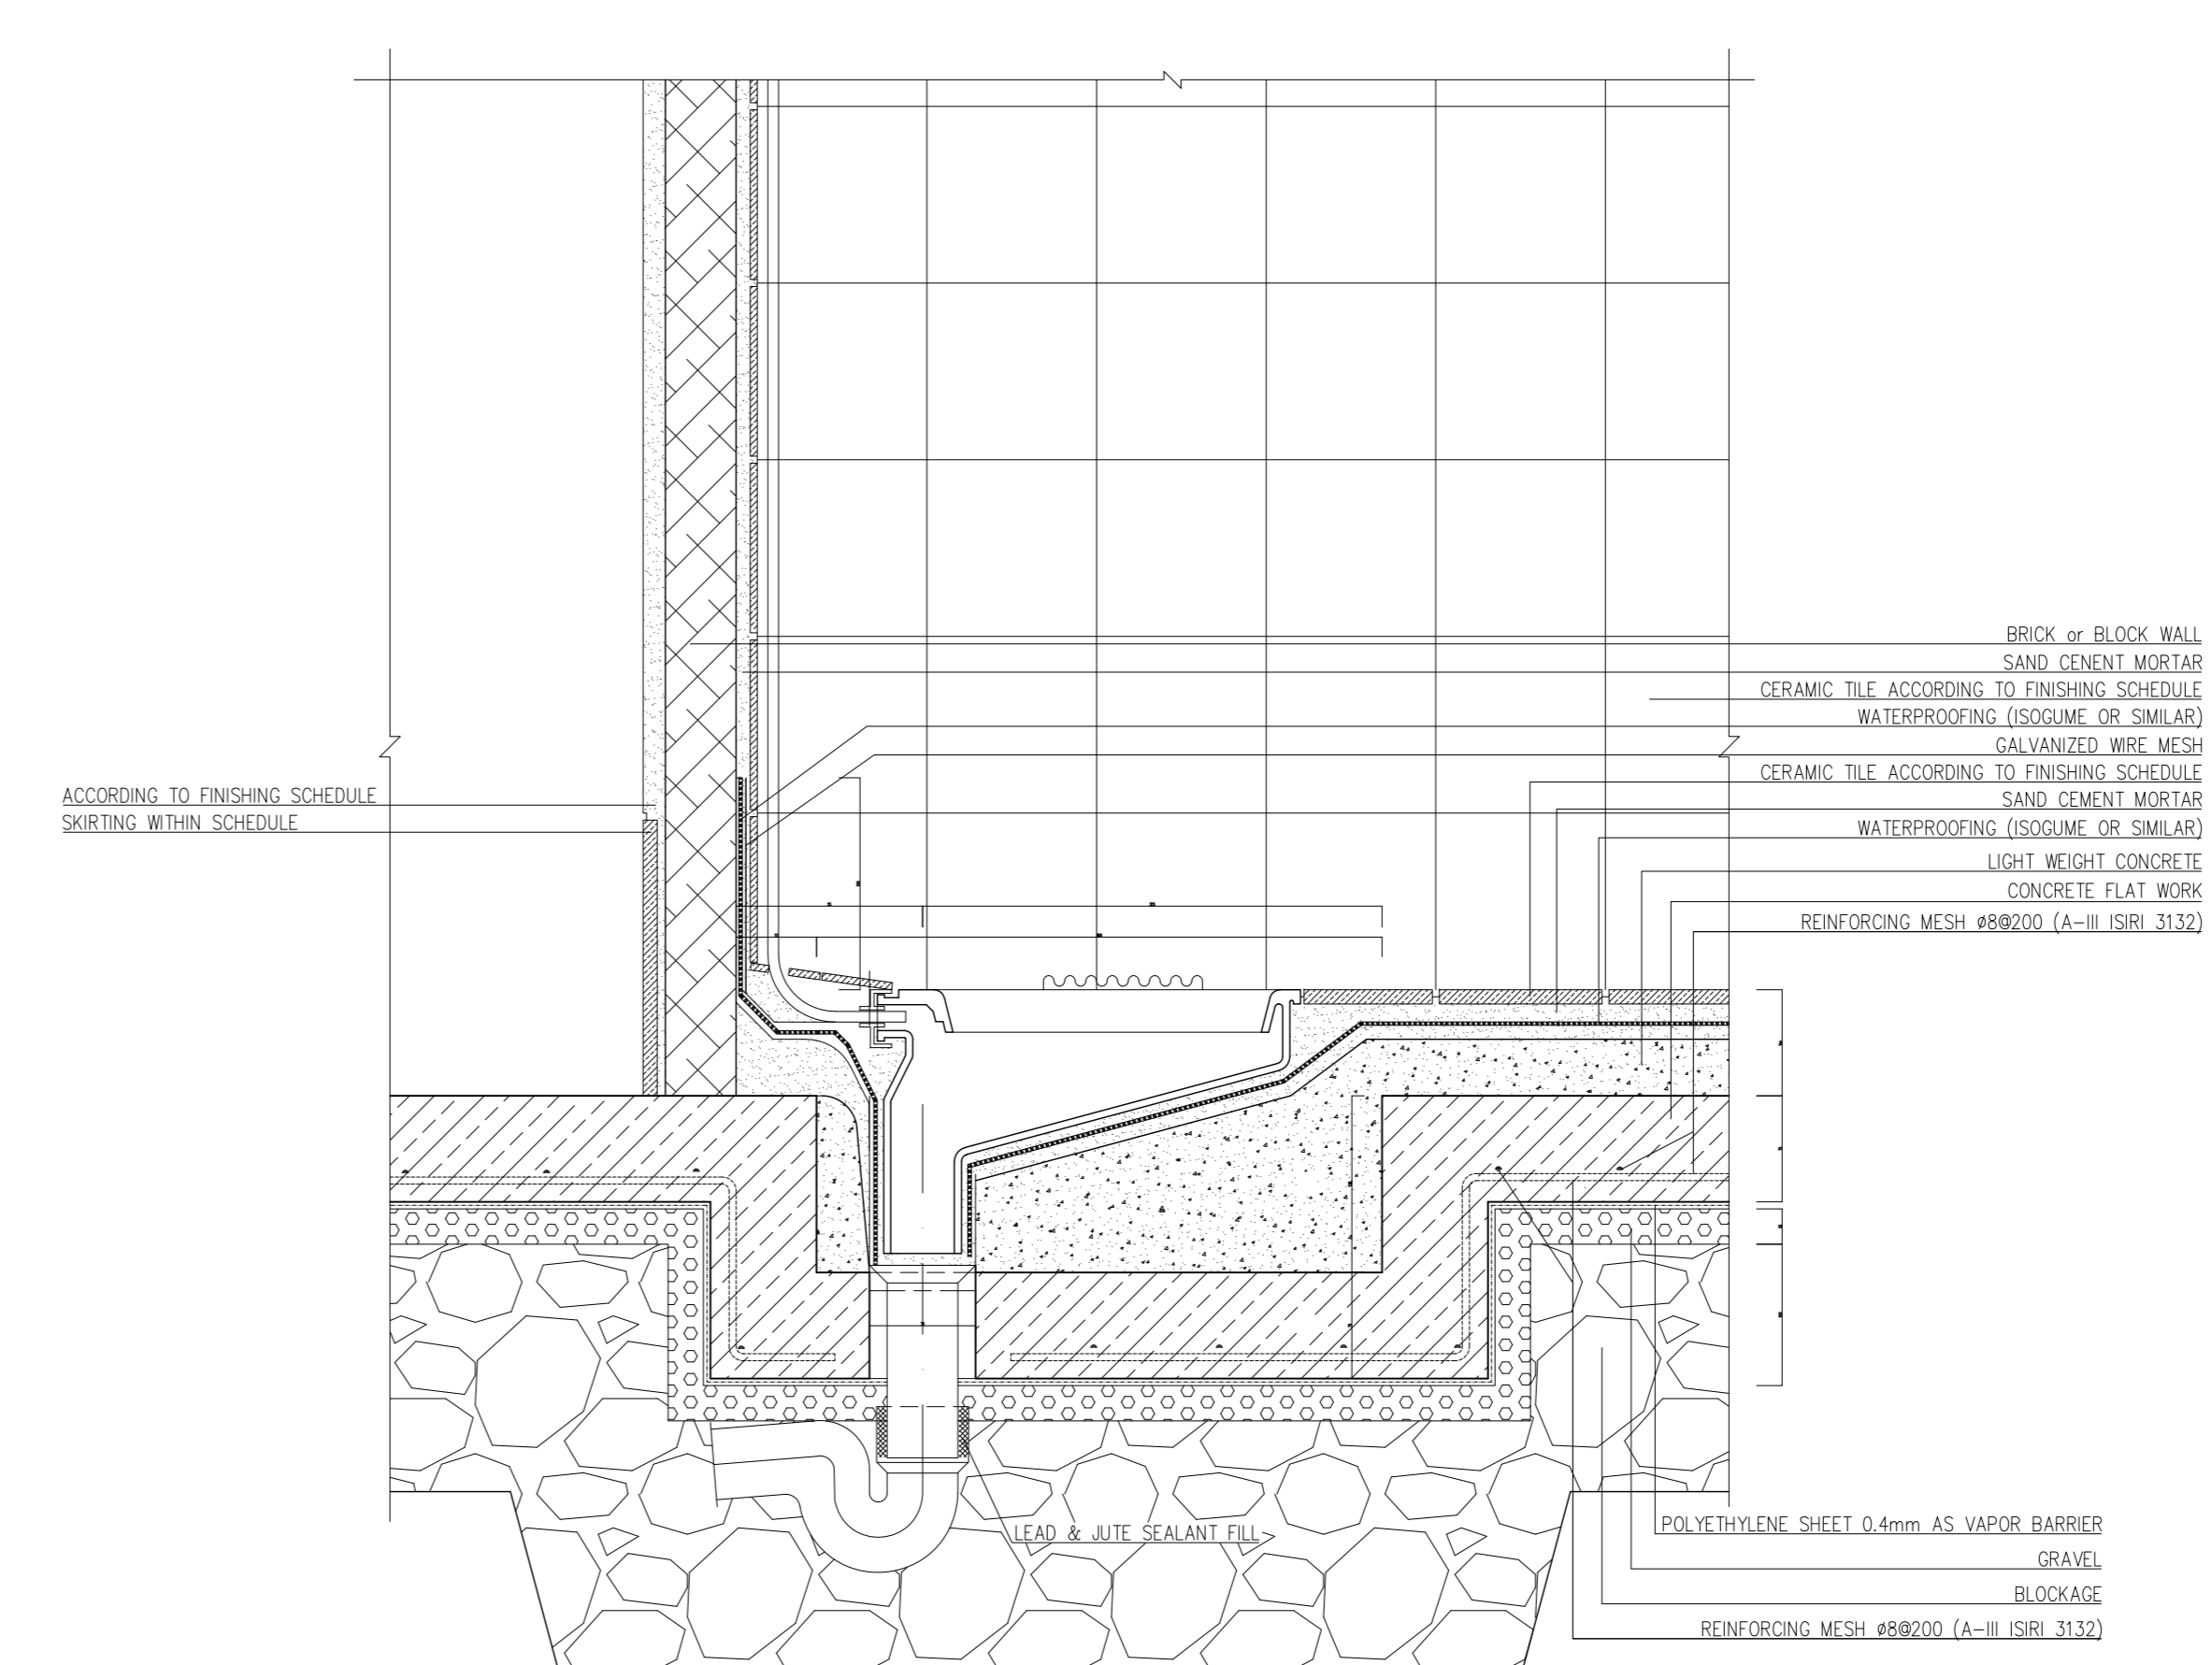 BRICK or BLOCK WALL
SAND CENENT MORTAR
CERAMIC TILE ACCORDING TO FINISHING SCHEDULE
WATERPROOFING (ISOGUME OR SIMILAR)
GALVANIZED WIRE MESH
CERAMIC TILE ACCORDING TO FINISHING SCHEDULE
SAND CEMENT MORTAR
WATERPROOFING (ISOGUME OR SIMILAR)
LIGHT WEIGHT CONCRETE
CONCRETE FLAT WORK
REINFORCING MESH ø8@200 (A-III ISIRI 3132)
ACCORDING TO FINISHING SCHEDULE
SKIRTING WITHIN SCHEDULE
LEAD & JUTE SEALANT FILL
POLYETHYLENE SHEET 0.4mm AS VAPOR BARRIER
GRAVEL
BLOCKAGE
REINFORCING MESH ø8@200 (A-III ISIRI 3132)